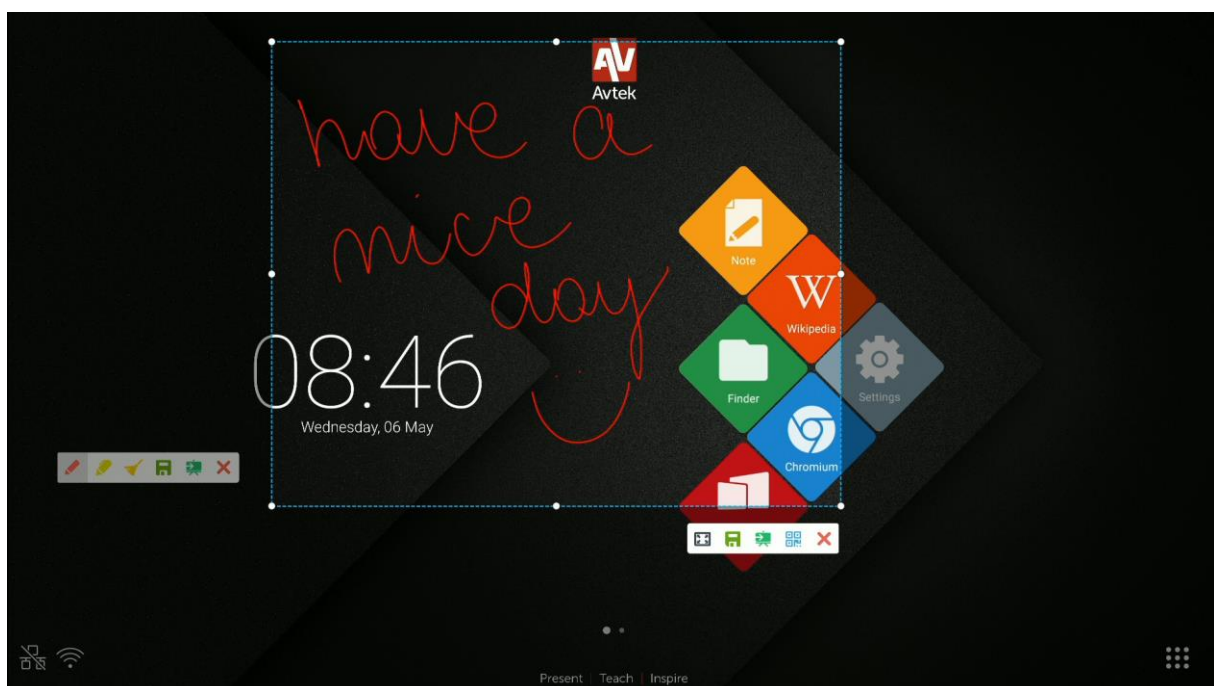 Avtek
have a
nice
day
Note
Wikipedia
08:46
Wednesday, 06 May
Finder
Settings
Chromium
Present | Teach | Inspire